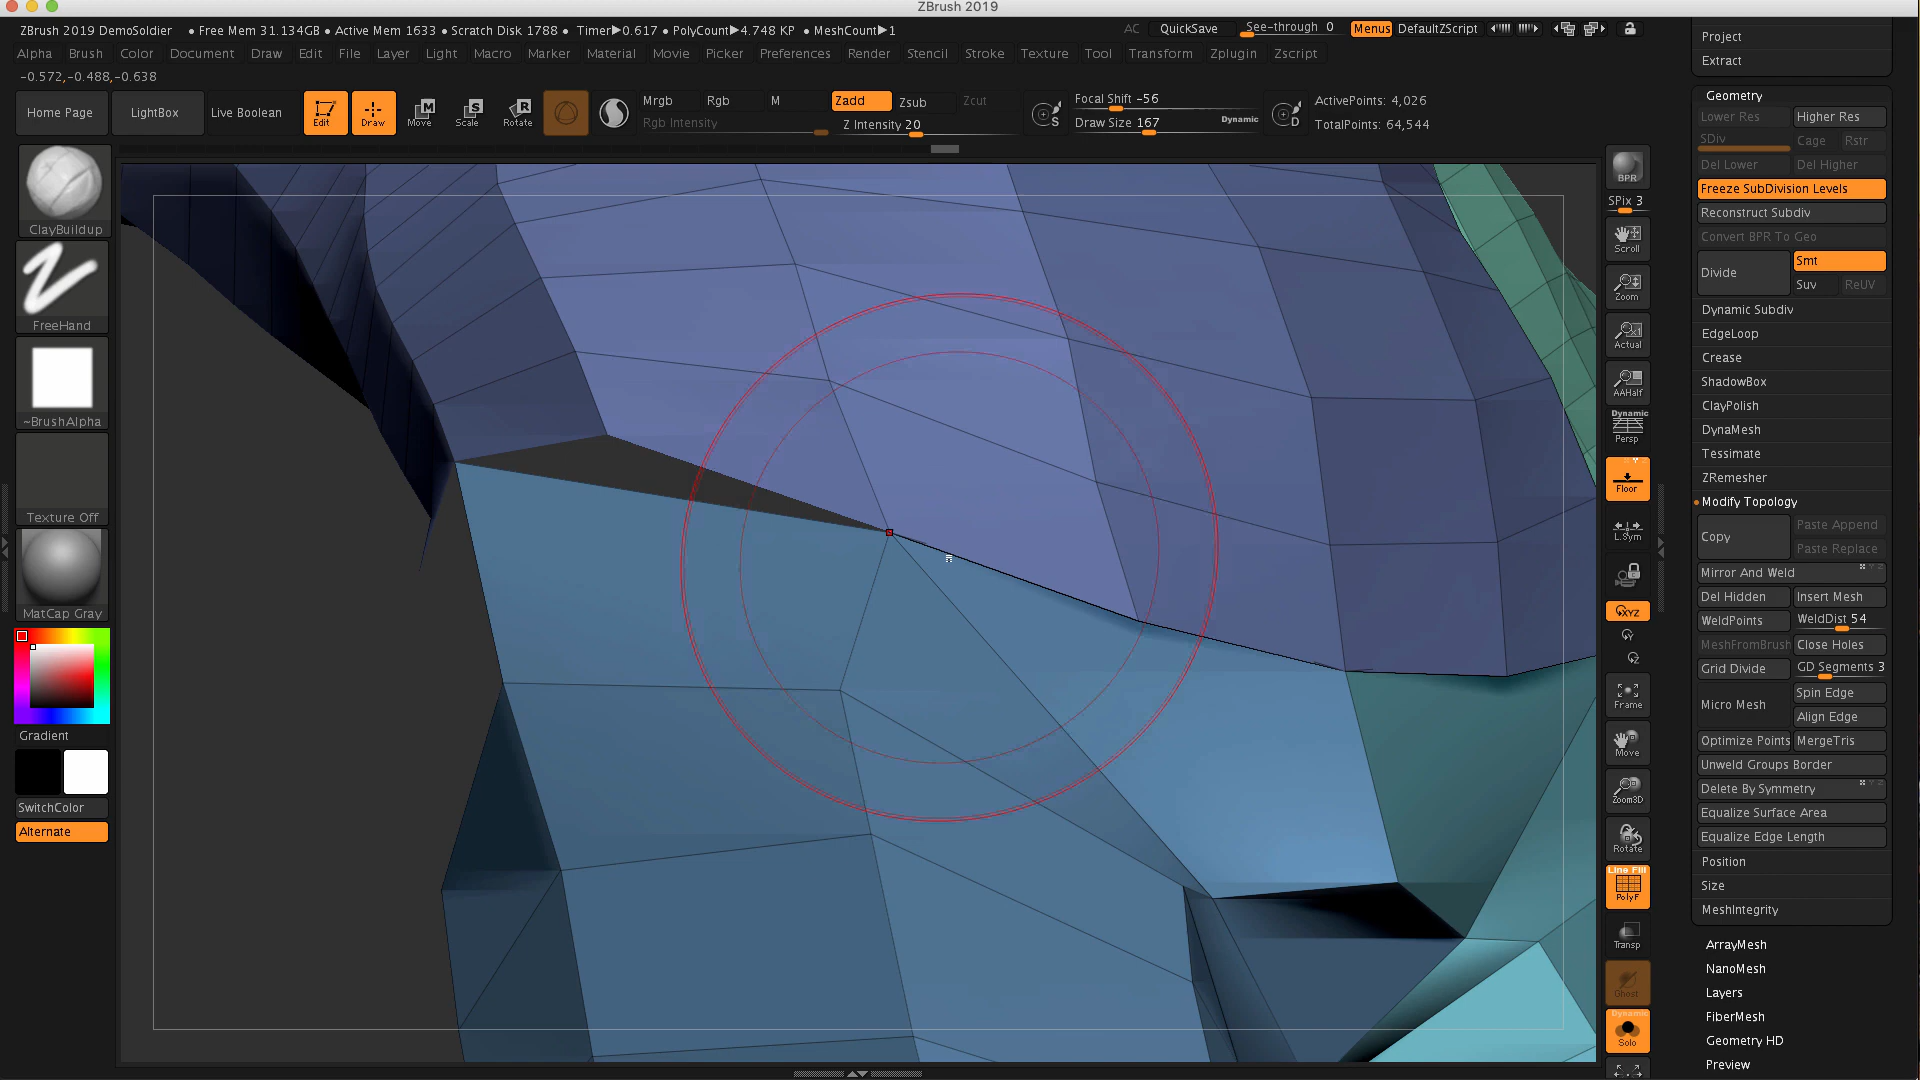 ZBrush 2019
ZBrush 2019 DemoSoldier • Free Mem 31.134GB • Active Mem 1633 • Scratch Disk 1788 • Timer▶0.617 • PolyCount▶4.748 KP • MeshCount▶1
AC QuickSave See-through 0 Menus DefaultZScript
Alpha Brush Color Document Draw Edit File Layer Light Macro Marker Material Movie Picker Preferences Render Stencil Stroke Texture Tool Transform Zplugin Zscript
-0.572,-0.488,-0.638
Home Page LightBox Live Boolean Edit Draw Move Scale Rotate
Mrgb Rgb M Zadd Zsub Zcut
Rgb Intensity Z Intensity 20
Focal Shift -56
Draw Size 167 Dynamic
ActivePoints: 4,026
TotalPoints: 64,544
ClayBuildup
FreeHand
~BrushAlpha
Texture Off
MatCap Gray
Gradient
SwitchColor
Alternate
BPR
SPix 3
Scroll
Zoom
Actual
AAHalf
Dynamic
Persp
Floor
L.Sym
XYZ
Frame
Move
Zoom3D
Rotate
Line Fill
PolyF
Transp
Ghost
Dynamic
Solo
Project
Extract
Geometry
Lower Res Higher Res
SDiv Cage Rstr
Del Lower Del Higher
Freeze SubDivision Levels
Reconstruct Subdiv
Convert BPR To Geo
Divide Smt
Suv ReUV
Dynamic Subdiv
EdgeLoop
Crease
ShadowBox
ClayPolish
DynaMesh
Tessimate
ZRemesher
Modify Topology
Copy Paste Append
Paste Replace
Mirror And Weld
Del Hidden Insert Mesh
WeldPoints WeldDist 54
MeshFromBrush Close Holes
Grid Divide GD Segments 3
Micro Mesh Spin Edge
Align Edge
Optimize Points MergeTris
Unweld Groups Border
Delete By Symmetry
Equalize Surface Area
Equalize Edge Length
Position
Size
MeshIntegrity
ArrayMesh
NanoMesh
Layers
FiberMesh
Geometry HD
Preview